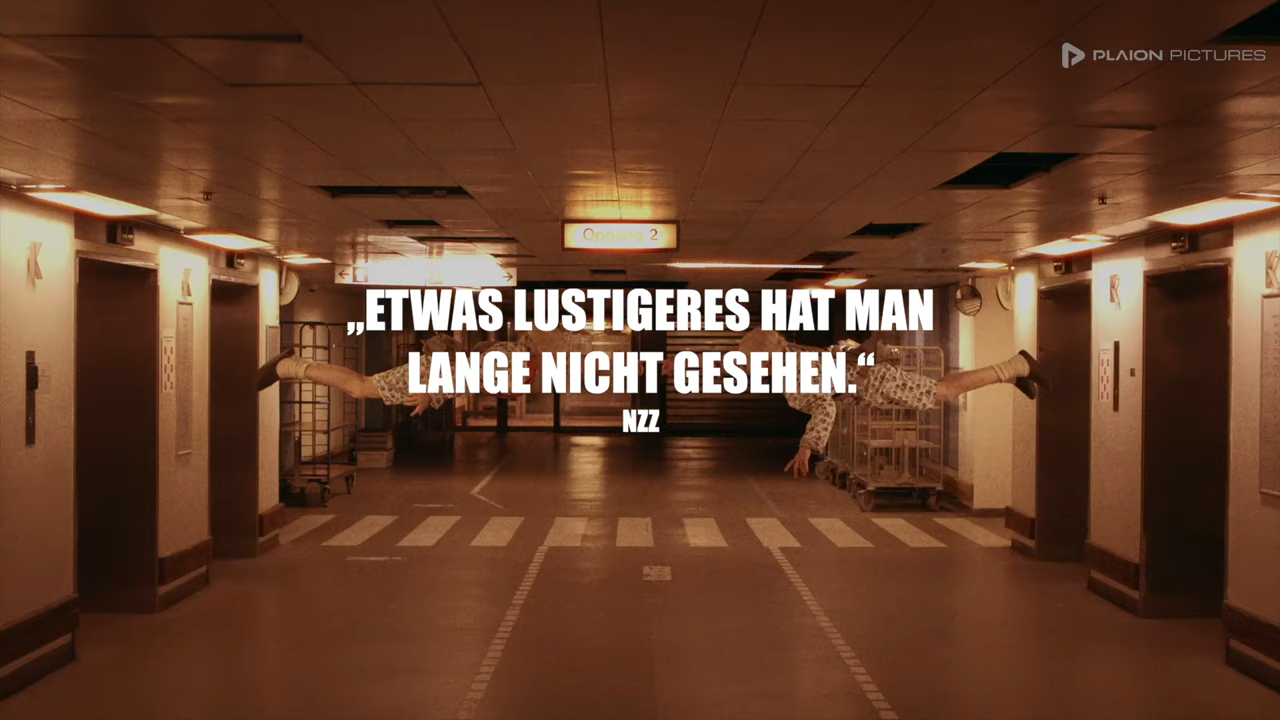 PLAION PICTURES
K
K
Opgang 2
K
„ETWAS LUSTIGERES HAT MAN
LANGE NICHT GESEHEN.“
NZZ